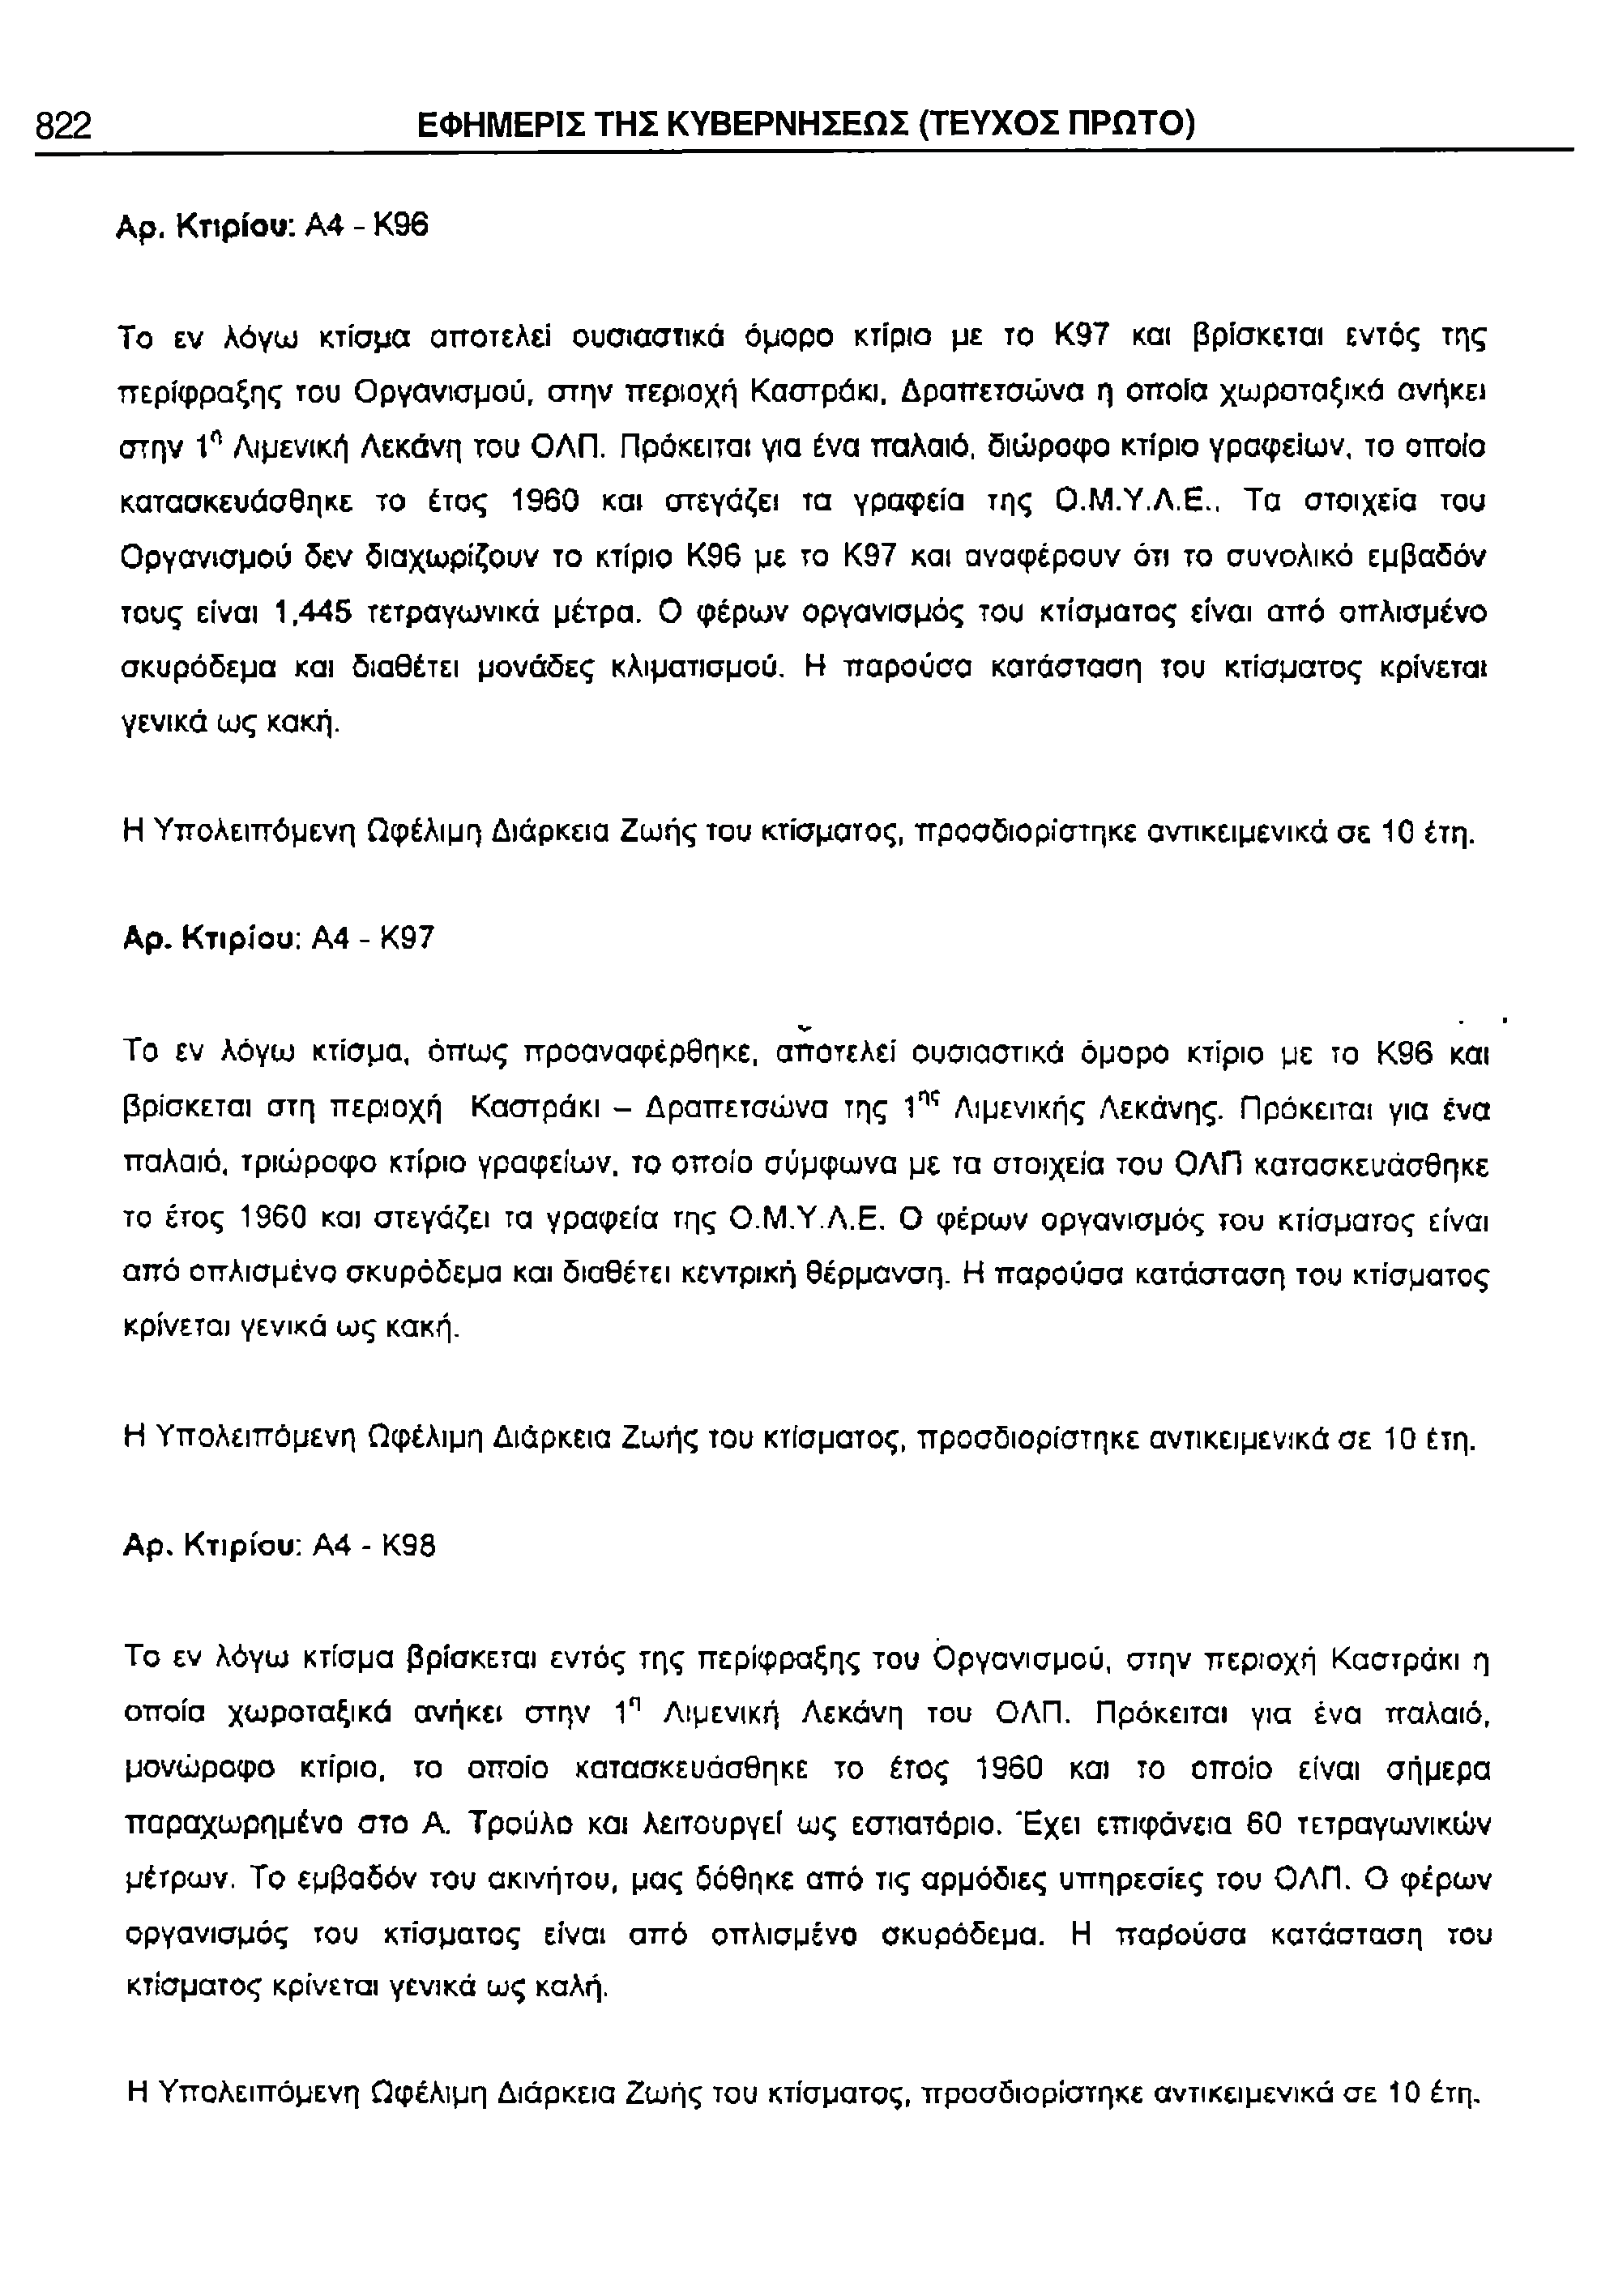 822
ΕΦΗΜΕΡΙΣ ΤΗΣ ΚΥΒΕΡΝΗΣΕΩΣ (ΤΕΥΧΟΣ ΠΡΩΤΟ)
Αρ. Κτιρίου: Α4 - Κ96
Το εν λόγω κτίσμα αποτελεί ουσιαστικά όμορο κτίριο με το Κ97 και βρίσκεται εντός της
περίφραξης του Οργανισμού, στην περιοχή Καστράκι, Δραπετσώνα η οποία χωροταξικά ανήκει
στην 1η Λιμενική Λεκάνη του ΟΛΠ. Πρόκειται για ένα παλαιό, διώροφο κτίριο γραφείων, το οποίο
κατασκευάσθηκε το έτος 1960 και στεγάζει τα γραφεία της Ο.Μ.Υ.Λ.Ε.. Τα στοιχεία του
Οργανισμού δεν διαχωρίζουν το κτίριο Κ96 με το Κ97 και αναφέρουν ότι το συνολικό εμβαδόν
τους είναι 1.445 τετραγωνικά μέτρα. Ο φέρων οργανισμός του κτίσματος είναι από οπλισμένο
σκυρόδεμα και διαθέτει μονάδες κλιματισμού. Η παρούσα κατάσταση του κτίσματος κρίνεται
γενικά ως κακή.
Η Υπολειπόμενη Ωφέλιμη Διάρκεια Ζωής του κτίσματος, προσδιορίστηκε αντικειμενικά σε 10 έτη.
Αρ. Κτιρίου: Α4 - Κ97
Το εν λόγω κτίσμα, όπως προαναφέρθηκε, αποτελεί ουσιαστικά όμορο κτίριο με το Κ96 και
βρίσκεται στη περιοχή Καστράκι – Δραπετσώνα της 1ης Λιμενικής Λεκάνης. Πρόκειται για ένα
παλαιό, τριώροφο κτίριο γραφείων, το οποίο σύμφωνα με τα στοιχεία του ΟΛΠ κατασκευάσθηκε
το έτος 1960 και στεγάζει τα γραφεία της Ο.Μ.Υ.Λ.Ε. Ο φέρων οργανισμός του κτίσματος είναι
από οπλισμένο σκυρόδεμα και διαθέτει κεντρική θέρμανση. Η παρούσα κατάσταση του κτίσματος
κρίνεται γενικά ως κακή.
Η Υπολειπόμενη Ωφέλιμη Διάρκεια Ζωής του κτίσματος, προσδιορίστηκε αντικειμενικά σε 10 έτη.
Αρ. Κτιρίου: Α4 - Κ98
Το εν λόγω κτίσμα βρίσκεται εντός της περίφραξης του Οργανισμού, στην περιοχή Καστράκι η
οποία χωροταξικά ανήκει στην 1η Λιμενική Λεκάνη του ΟΛΠ. Πρόκειται για ένα παλαιό,
μονώροφο κτίριο, το οποίο κατασκευάσθηκε το έτος 1960 και το οποίο είναι σήμερα
παραχωρημένο στο Α. Τρούλο και λειτουργεί ως εστιατόριο. Έχει επιφάνεια 60 τετραγωνικών
μέτρων. Το εμβαδόν του ακινήτου, μας δόθηκε από τις αρμόδιες υπηρεσίες του ΟΛΠ. Ο φέρων
οργανισμός του κτίσματος είναι από οπλισμένο σκυρόδεμα. Η παρούσα κατάσταση του
κτίσματος κρίνεται γενικά ως καλή.
Η Υπολειπόμενη Ωφέλιμη Διάρκεια Ζωής του κτίσματος, προσδιορίστηκε αντικειμενικά σε 10 έτη.